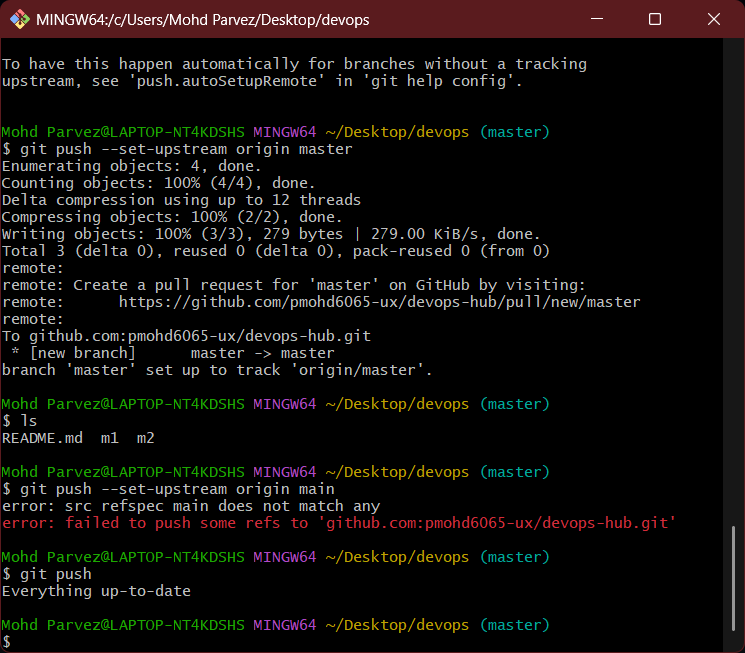 MINGW64:/c/Users/Mohd Parvez/Desktop/devops
To have this happen automatically for branches without a tracking
upstream, see 'push.autoSetupRemote' in 'git help config'.
Mohd Parvez@LAPTOP-NT4KDSHS MINGW64 ~/Desktop/devops (master)
$ git push --set-upstream origin master
Enumerating objects: 4, done.
Counting objects: 100% (4/4), done.
Delta compression using up to 12 threads
Compressing objects: 100% (2/2), done.
Writing objects: 100% (3/3), 279 bytes | 279.00 KiB/s, done.
Total 3 (delta 0), reused 0 (delta 0), pack-reused 0 (from 0)
remote:
remote: Create a pull request for 'master' on GitHub by visiting:
remote:      https://github.com/pmohd6065-ux/devops-hub/pull/new/master
remote:
To github.com:pmohd6065-ux/devops-hub.git
 * [new branch]      master -> master
branch 'master' set up to track 'origin/master'.
Mohd Parvez@LAPTOP-NT4KDSHS MINGW64 ~/Desktop/devops (master)
$ ls
README.md  m1  m2
Mohd Parvez@LAPTOP-NT4KDSHS MINGW64 ~/Desktop/devops (master)
$ git push --set-upstream origin main
error: src refspec main does not match any
error: failed to push some refs to 'github.com:pmohd6065-ux/devops-hub.git'
Mohd Parvez@LAPTOP-NT4KDSHS MINGW64 ~/Desktop/devops (master)
$ git push
Everything up-to-date
Mohd Parvez@LAPTOP-NT4KDSHS MINGW64 ~/Desktop/devops (master)
$